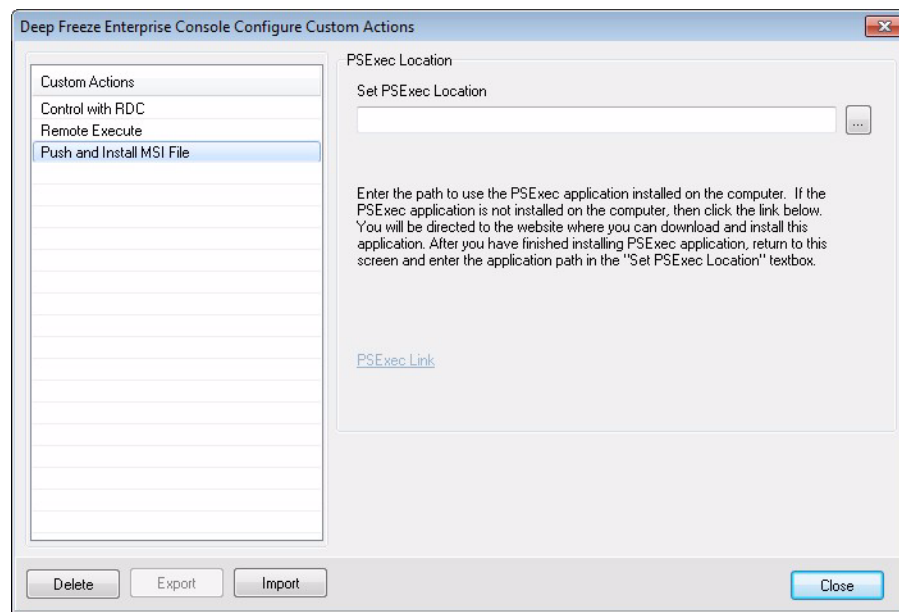 Deep Freeze Enterprise Console Configure Custom Actions
Custom Actions
Control with RDC
Remote Execute
Push and Install MSI File
PSExec Location
Set PSExec Location
...
Enter the path to use the PSExec application installed on the computer. If the
PSExec application is not installed on the computer, then click the link below.
You will be directed to the website where you can download and install this
application. After you have finished installing PSExec application, return to this
screen and enter the application path in the "Set PSExec Location" textbox.
PSExec Link
Delete
Export
Import
Close